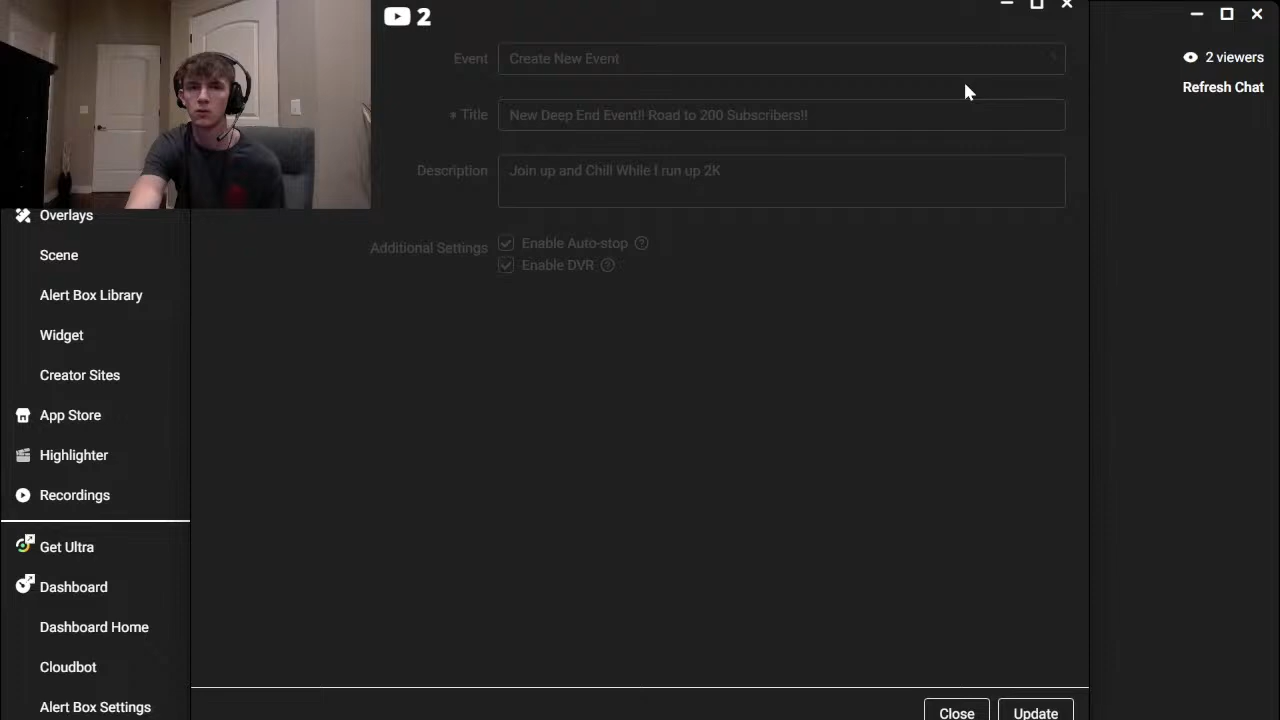 2
2 viewers
Refresh Chat
Event
Create New Event
* Title
New Deep End Event!! Road to 200 Subscribers!!
Description
Join up and Chill While I run up 2K
Additional Settings
Enable Auto-stop
Enable DVR
Overlays
Scene
Alert Box Library
Widget
Creator Sites
App Store
Highlighter
Recordings
Get Ultra
Dashboard
Dashboard Home
Cloudbot
Alert Box Settings
Close
Update